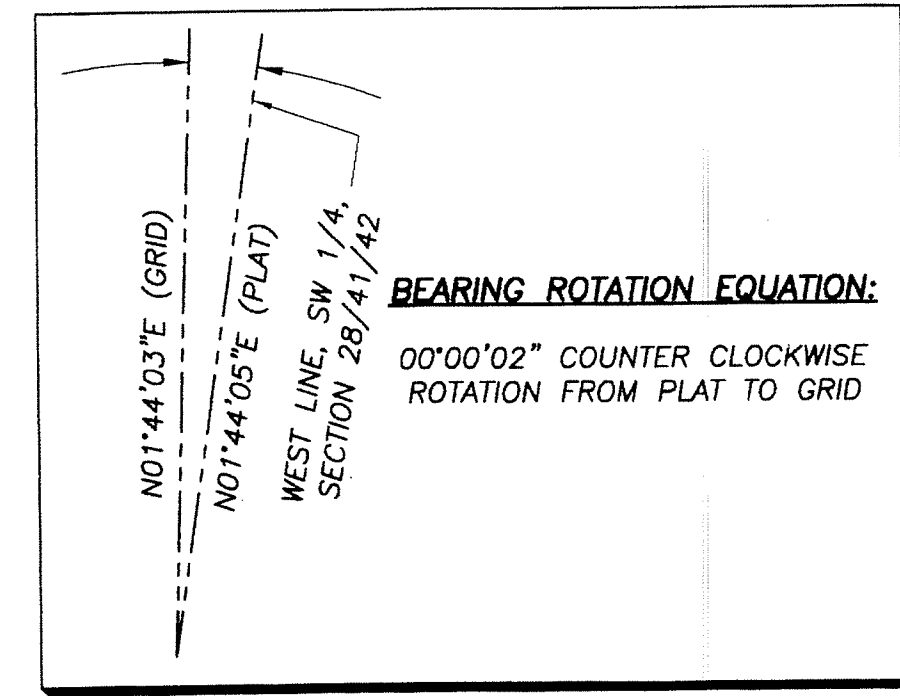 N01°44'03"E (GRID)
N01°44'05"E (PLAT)
WEST LINE, SW 1/4,
SECTION 28/41/42
BEARING ROTATION EQUATION:
00°00'02" COUNTER CLOCKWISE
ROTATION FROM PLAT TO GRID